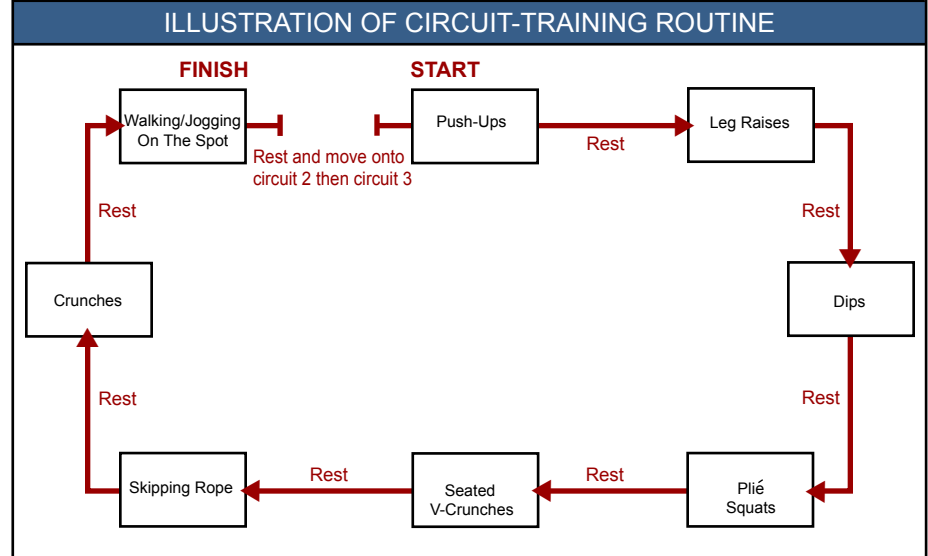 ILLUSTRATION OF CIRCUIT-TRAINING ROUTINE
FINISH
START
Walking/Jogging
On The Spot
Push-Ups
Leg Raises
Rest
Rest and move onto
circuit 2 then circuit 3
Rest
Rest
Crunches
Dips
Rest
Rest
Skipping Rope
Rest
Seated
V-Crunches
Rest
Plié
Squats